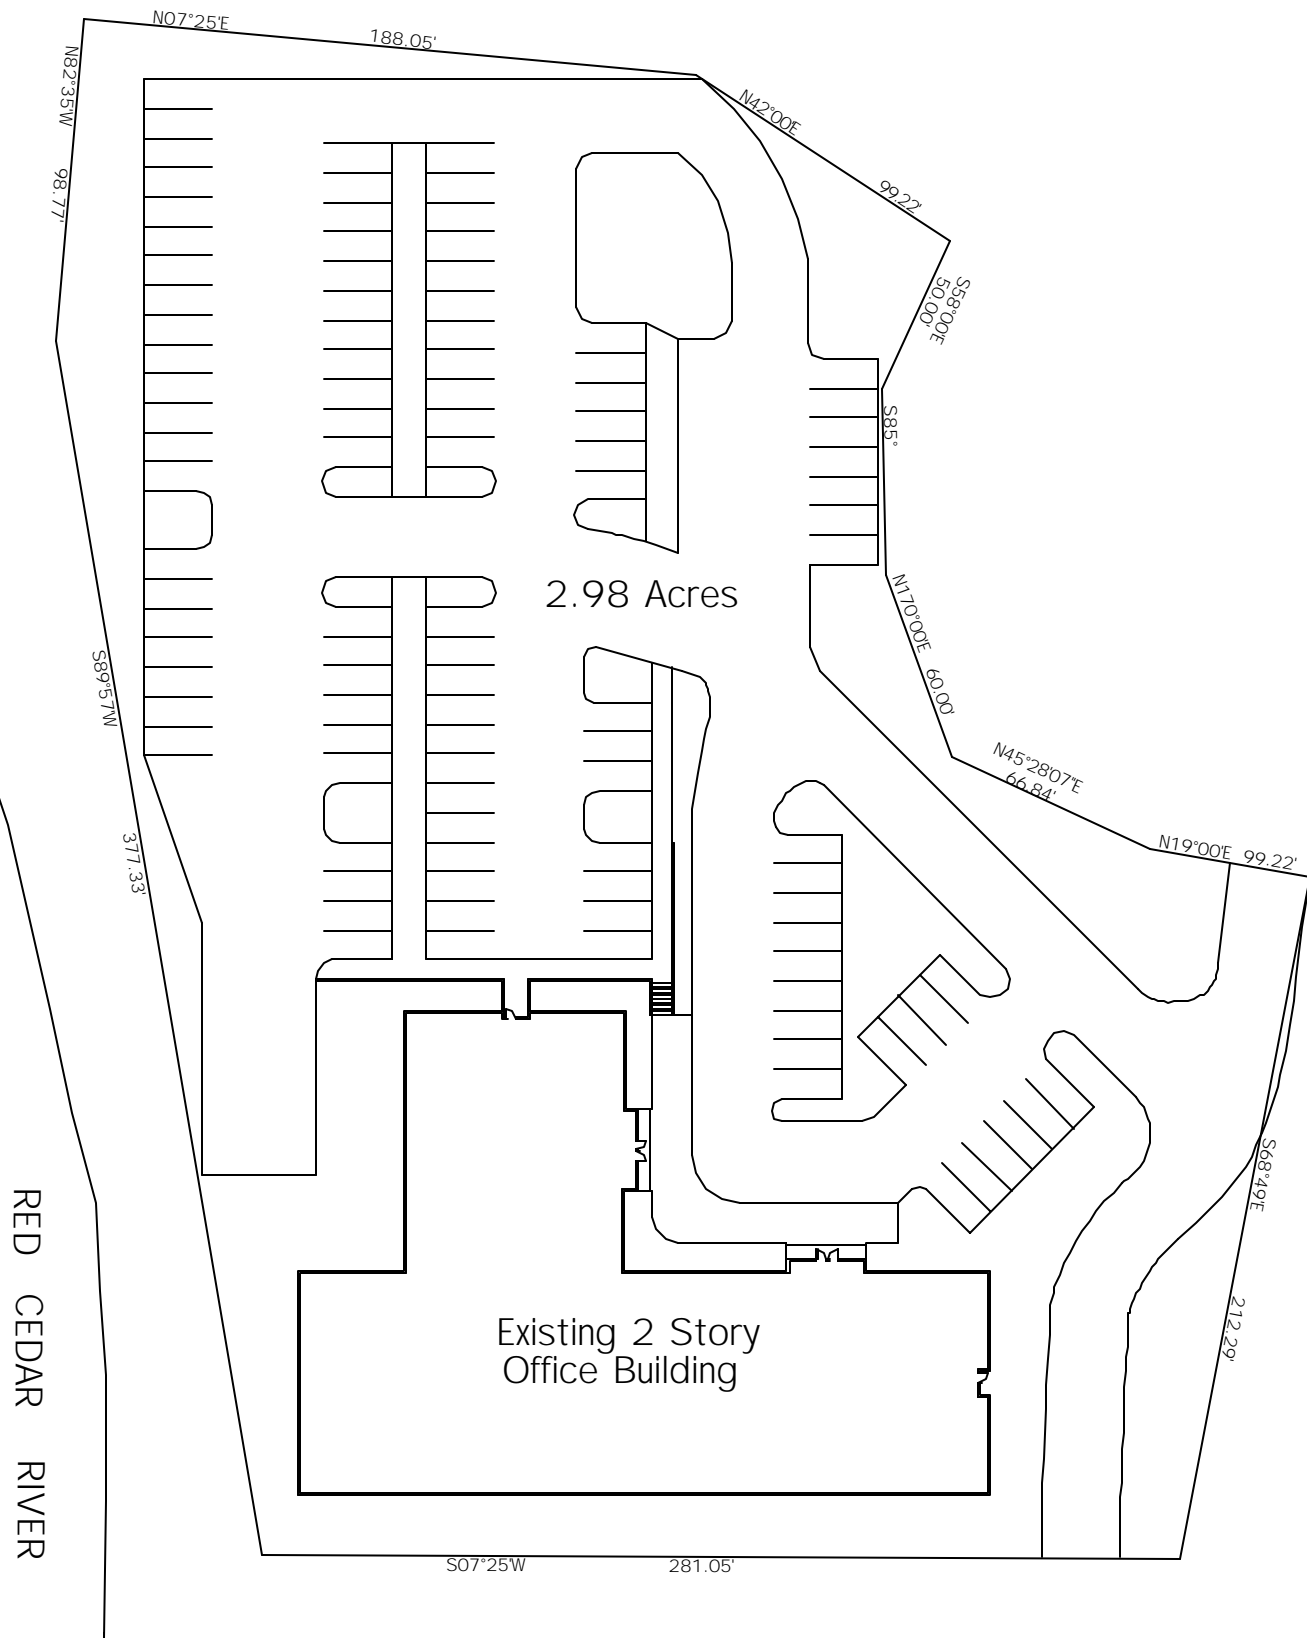 N07°25'E
188.05'
N82°35'W
98.77'
N42°00'E
99.22'
S58°00'E
50.00'
S85°
2.98 Acres
N170°00'E 60.00'
S89°57'W
377.33'
N45°28'07"E
66.84'
N19°00'E 99.22'
S68°49'E
212.29'
RED CEDAR RIVER
Existing 2 Story
Office Building
S07°25'W
281.05'